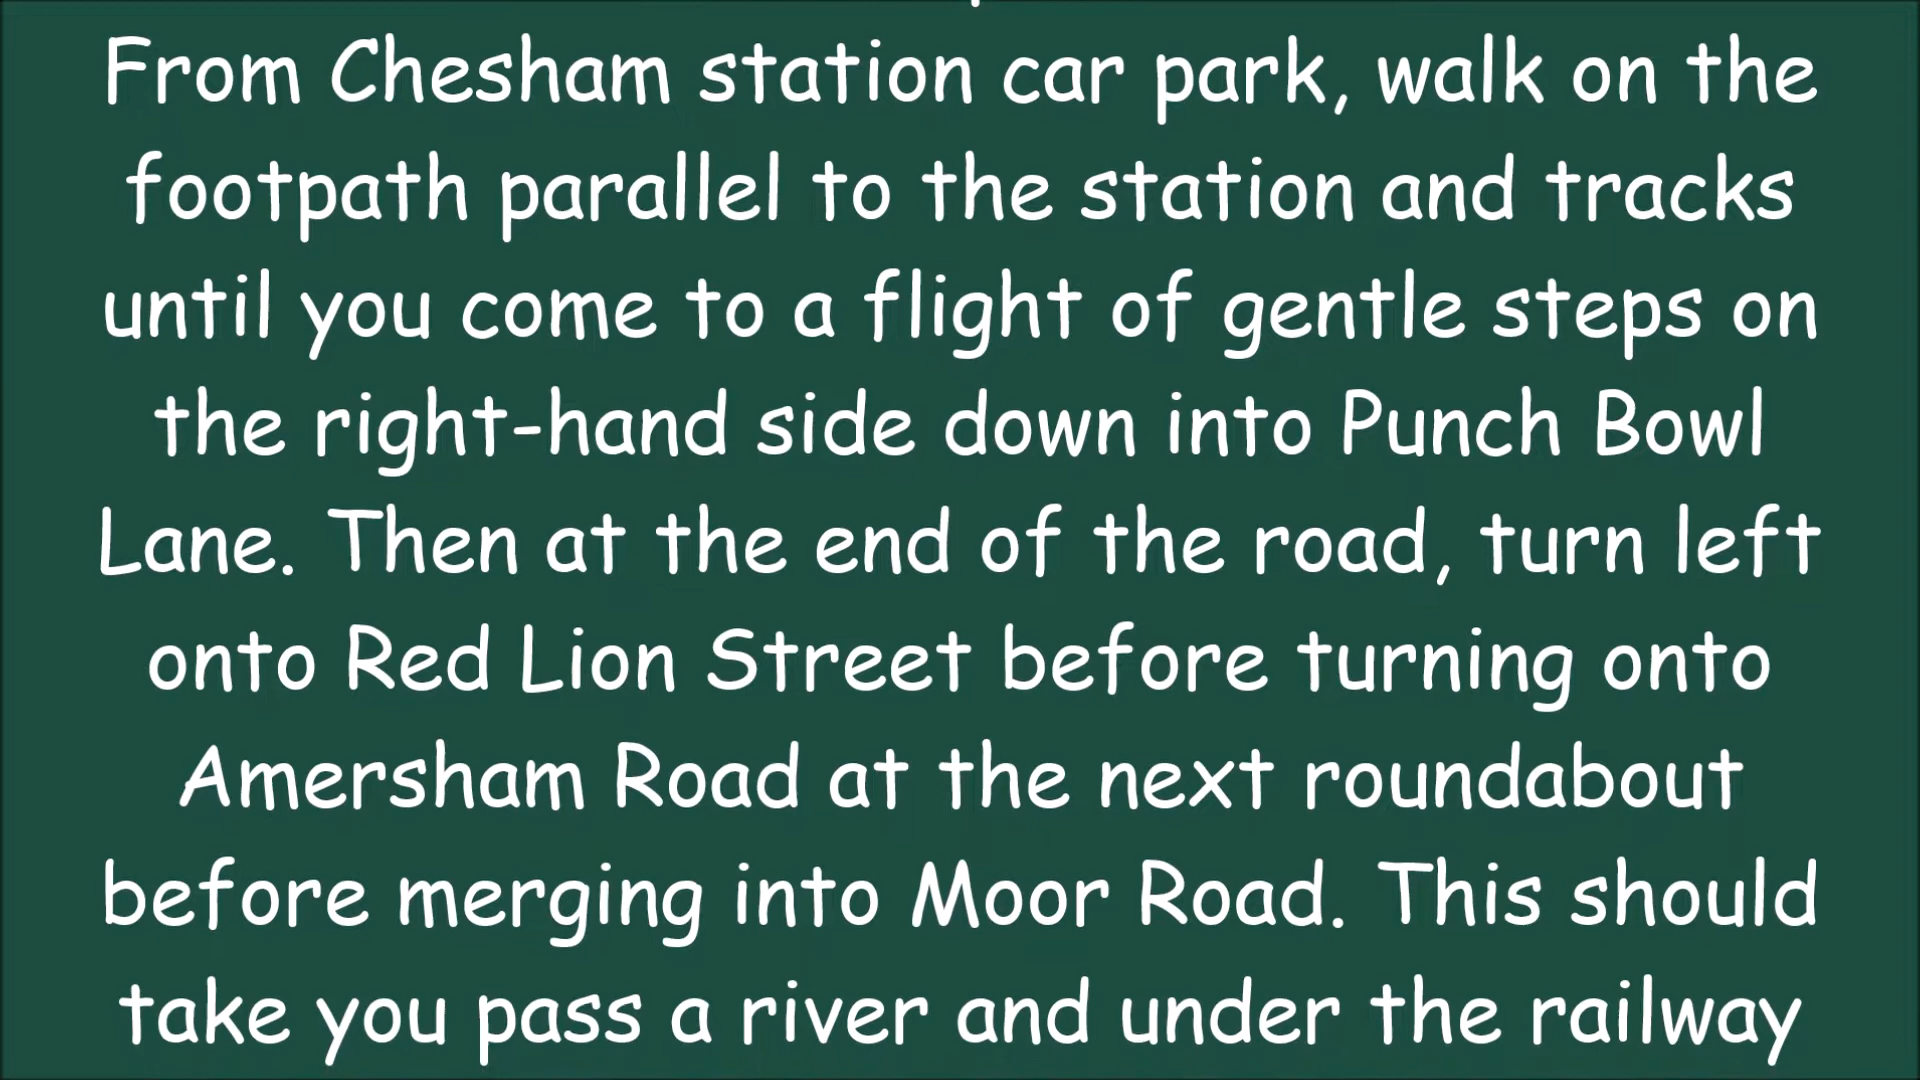 From Chesham station car park, walk on the
footpath parallel to the station and tracks
until you come to a flight of gentle steps on
the right-hand side down into Punch Bowl
Lane. Then at the end of the road, turn left
onto Red Lion Street before turning onto
Amersham Road at the next roundabout
before merging into Moor Road. This should
take you pass a river and under the railway